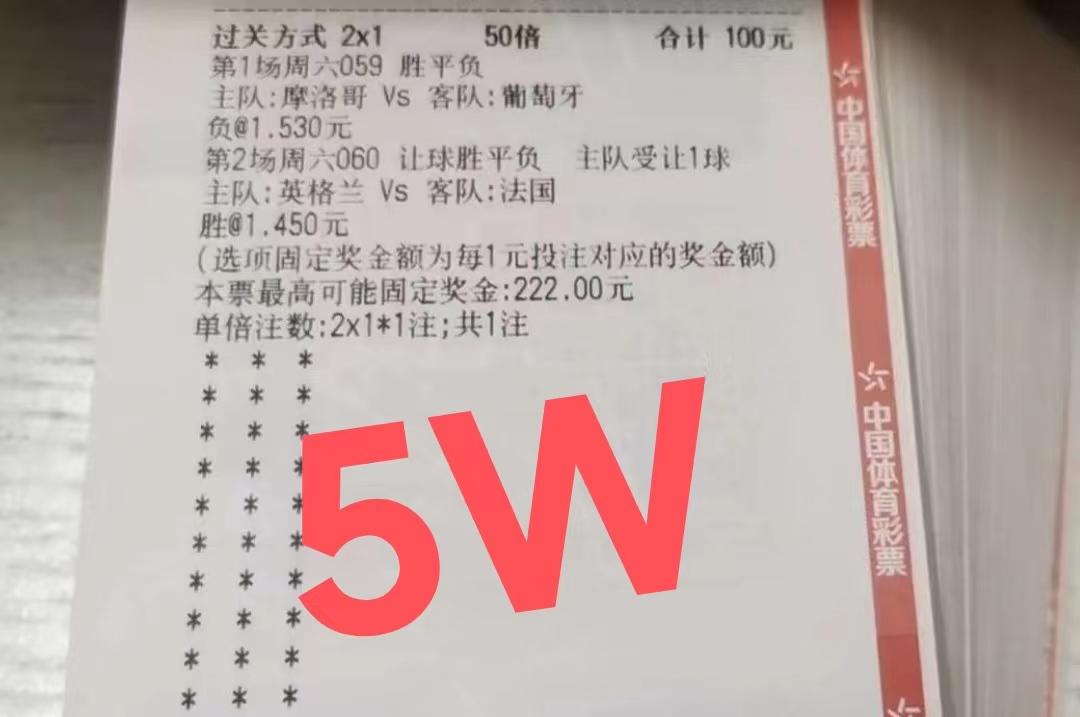 过关方式 2x1 50倍 合计 100元
第1场周六059 胜平负
主队:摩洛哥 Vs 客队:葡萄牙
负@1.530元
第2场周六060 让球胜平负 主队受让1球
主队:英格兰 Vs 客队:法国
胜@1.450元
(选项固定奖金额为每1元投注对应的奖金额)
本票最高可能固定奖金:222.00元
单倍注数:2x1*1注;共1注
* * *
* * *
* * *
* * *
* * *
* * *
* * *
* * *
* * *
* * *
5W
中国体育彩票
中国体育彩票